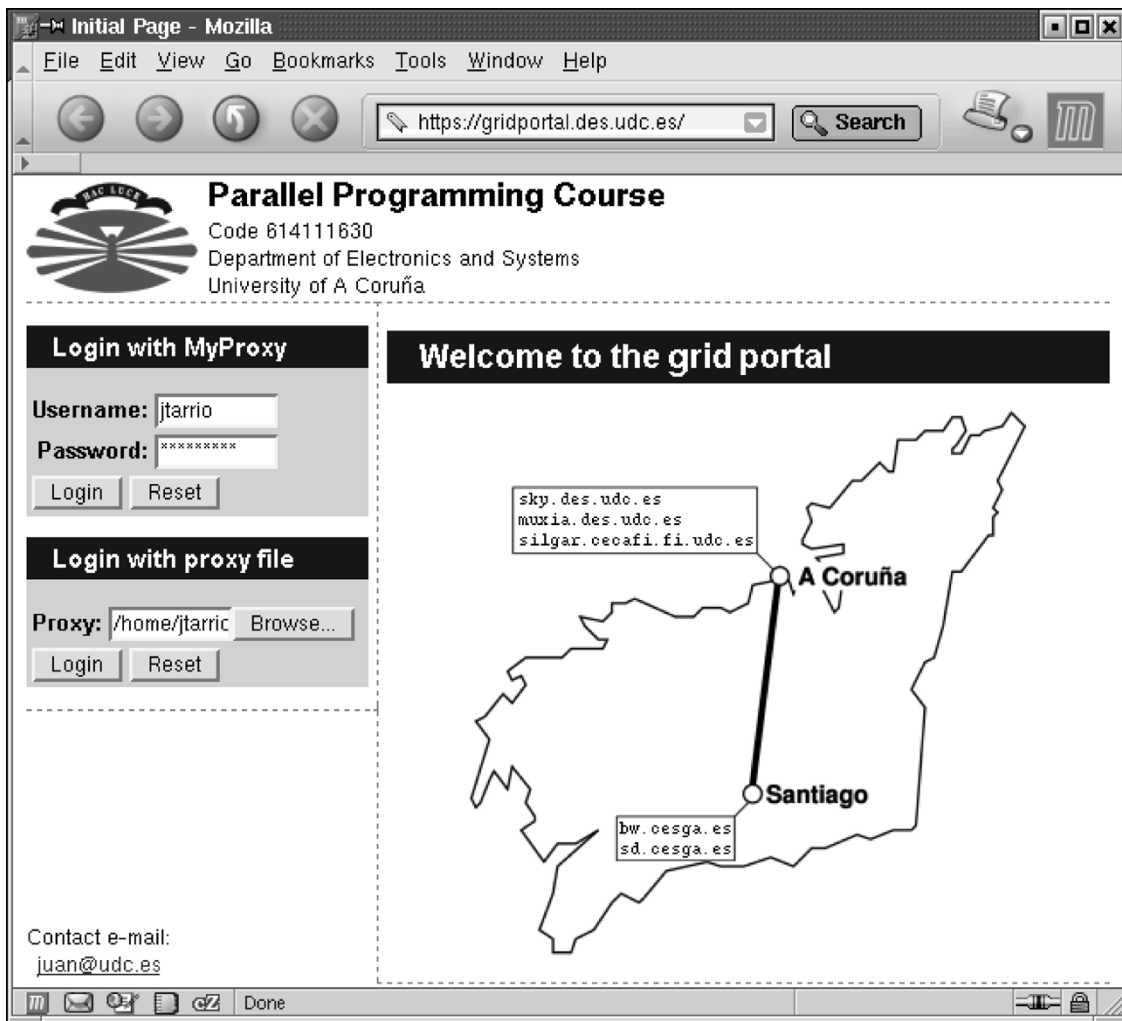 Initial Page - Mozilla
File Edit View Go Bookmarks Tools Window Help
https://gridportal.des.udc.es/ Search
HAC LUCE
Parallel Programming Course
Code 614111630
Department of Electronics and Systems
University of A Coruña
Login with MyProxy
Username: jtarrio
Password: *********
Login Reset
Login with proxy file
Proxy: /home/jtarric Browse...
Login Reset
Contact e-mail:
juan@udc.es
Welcome to the grid portal
sky.des.udc.es
muxia.des.udc.es
silgar.cecafi.fi.udc.es
A Coruña
Santiago
bw.cesga.es
sd.cesga.es
Done